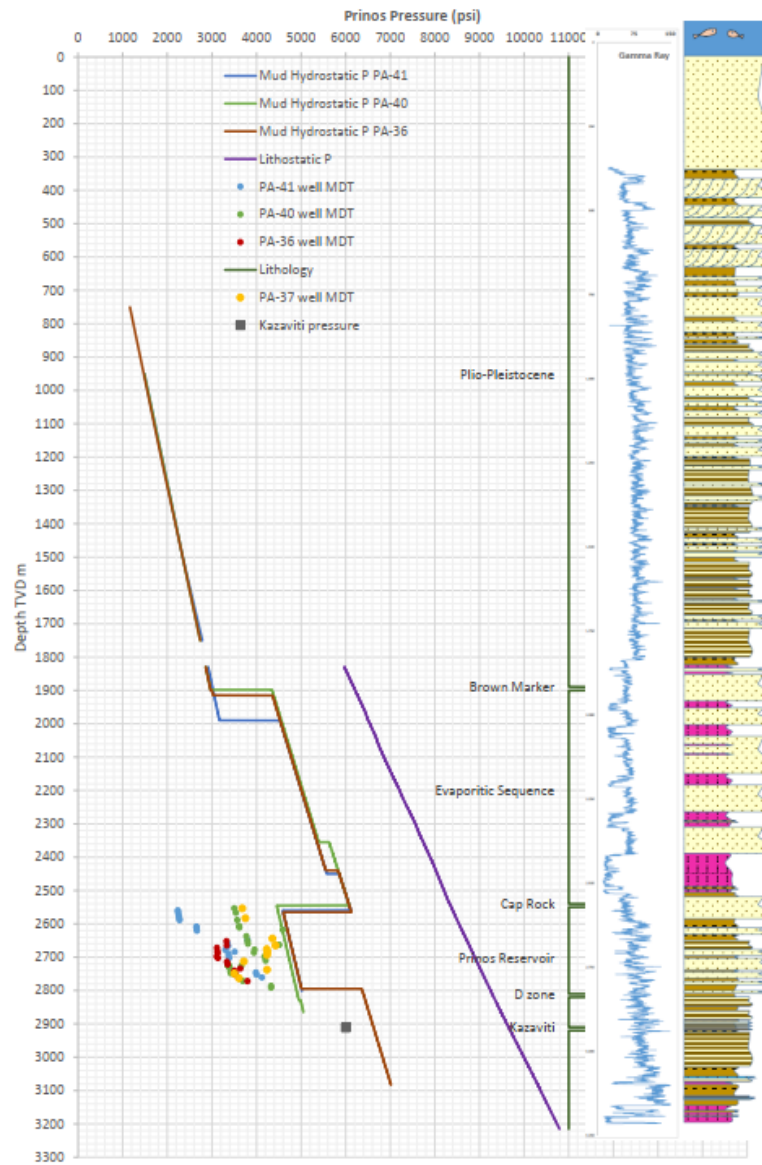 Prinos Pressure (psi)
0 1000 2000 3000 4000 5000 6000 7000 8000 9000 10000 11000
Gamma Ray
Mud Hydrostatic P PA-41
Mud Hydrostatic P PA-40
Mud Hydrostatic P PA-36
Lithostatic P
PA-41 well MDT
PA-40 well MDT
PA-36 well MDT
Lithology
PA-37 well MDT
Kazaviti pressure
Depth TVD m
0
100
200
300
400
500
600
700
800
900
1000
1100
1200
1300
1400
1500
1600
1700
1800
1900
2000
2100
2200
2300
2400
2500
2600
2700
2800
2900
3000
3100
3200
3300
Plio-Pleistocene
Brown Marker
Evaporitic Sequence
Cap Rock
Prinos Reservoir
D zone
Kazaviti